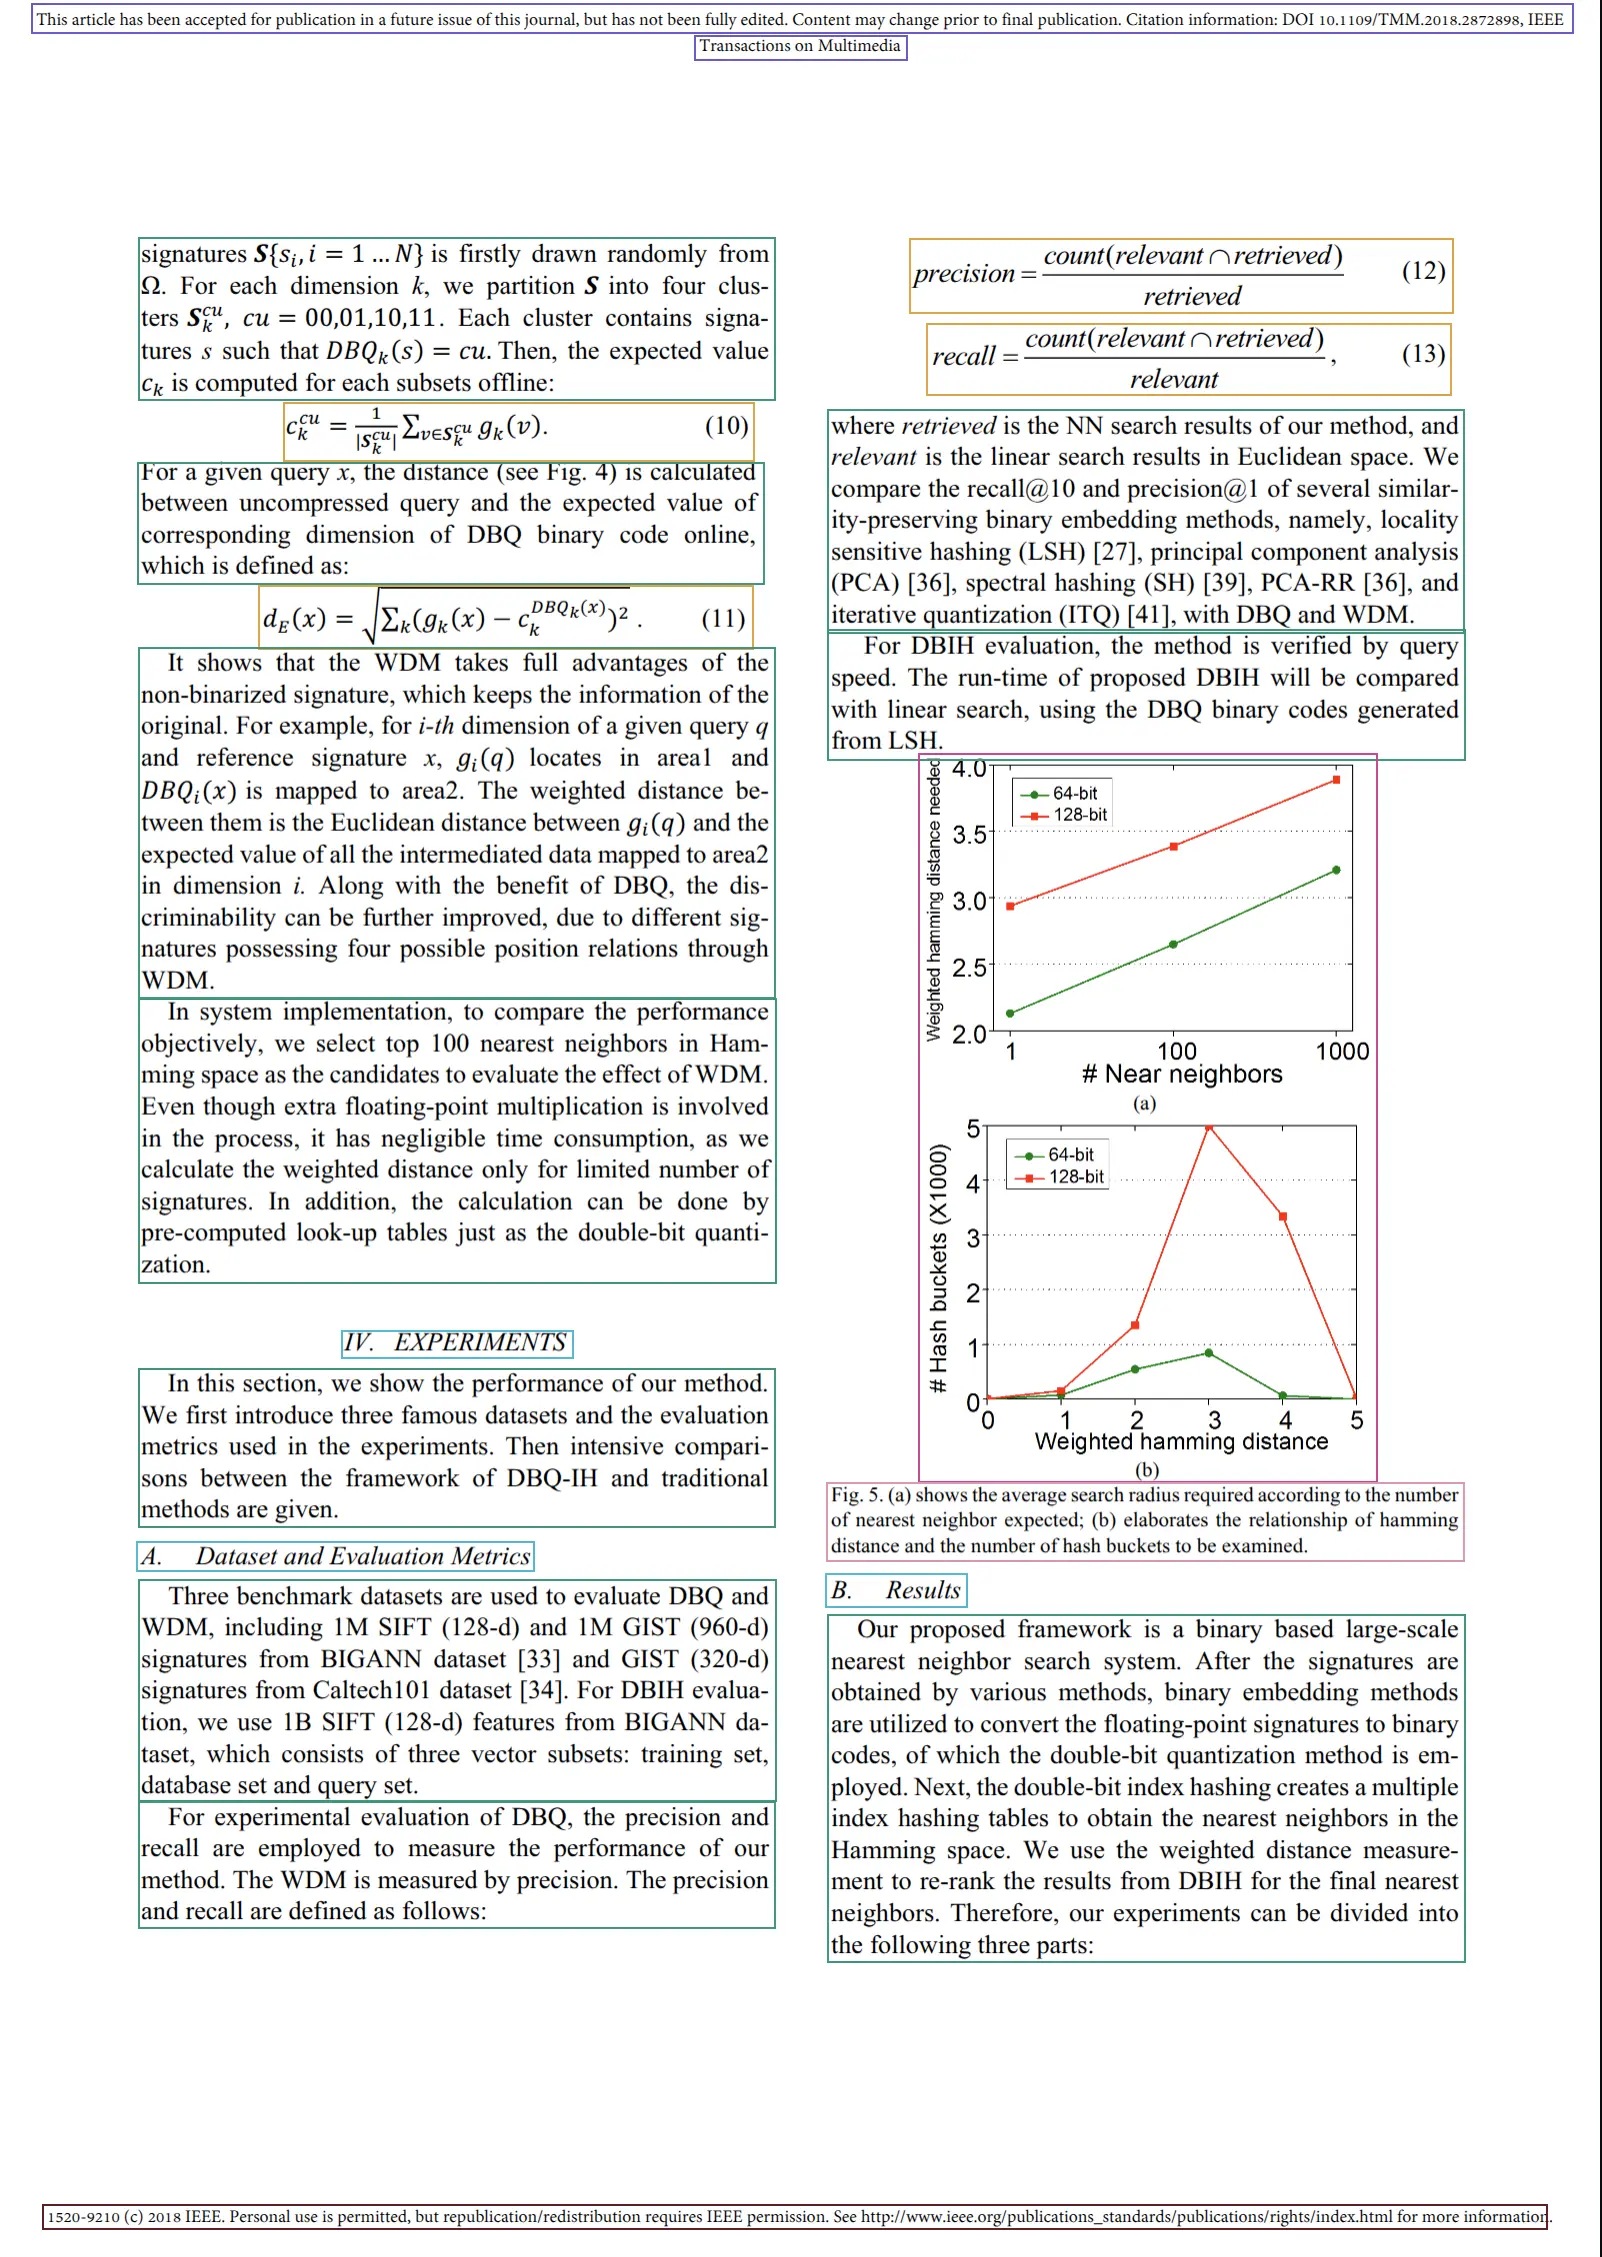 This article has been accepted for publication in a future issue of this journal, but has not been fully edited. Content may change prior to final publication. Citation information: DOI 10.1109/TMM.2018.2872898, IEEE
Transactions on Multimedia
signatures S{s_i, i = 1 … N} is firstly drawn randomly from
Ω. For each dimension k, we partition S into four clus-
ters S_k^{cu}, cu = 00,01,10,11. Each cluster contains signa-
tures s such that DBQ_k(s) = cu. Then, the expected value
c_k is computed for each subsets offline:
c_k^{cu} = \frac{1}{|S_k^{cu}|} ∑_{v∈S_k^{cu}} g_k(v). (10)
For a given query x, the distance (see Fig. 4) is calculated
between uncompressed query and the expected value of
corresponding dimension of DBQ binary code online,
which is defined as:
d_E(x) = \sqrt{∑_k(g_k(x) − c_k^{DBQ_k(x)})^2} . (11)
It shows that the WDM takes full advantages of the
non-binarized signature, which keeps the information of the
original. For example, for i-th dimension of a given query q
and reference signature x, g_i(q) locates in area1 and
DBQ_i(x) is mapped to area2. The weighted distance be-
tween them is the Euclidean distance between g_i(q) and the
expected value of all the intermediated data mapped to area2
in dimension i. Along with the benefit of DBQ, the dis-
criminability can be further improved, due to different sig-
natures possessing four possible position relations through
WDM.
In system implementation, to compare the performance
objectively, we select top 100 nearest neighbors in Ham-
ming space as the candidates to evaluate the effect of WDM.
Even though extra floating-point multiplication is involved
in the process, it has negligible time consumption, as we
calculate the weighted distance only for limited number of
signatures. In addition, the calculation can be done by
pre-computed look-up tables just as the double-bit quanti-
zation.
IV. EXPERIMENTS
In this section, we show the performance of our method.
We first introduce three famous datasets and the evaluation
metrics used in the experiments. Then intensive compari-
sons between the framework of DBQ-IH and traditional
methods are given.
A. Dataset and Evaluation Metrics
Three benchmark datasets are used to evaluate DBQ and
WDM, including 1M SIFT (128-d) and 1M GIST (960-d)
signatures from BIGANN dataset [33] and GIST (320-d)
signatures from Caltech101 dataset [34]. For DBIH evalua-
tion, we use 1B SIFT (128-d) features from BIGANN da-
taset, which consists of three vector subsets: training set,
database set and query set.
For experimental evaluation of DBQ, the precision and
recall are employed to measure the performance of our
method. The WDM is measured by precision. The precision
and recall are defined as follows:
precision = \frac{count(relevant ∩ retrieved)}{retrieved} (12)
recall = \frac{count(relevant ∩ retrieved)}{relevant} , (13)
where retrieved is the NN search results of our method, and
relevant is the linear search results in Euclidean space. We
compare the recall@10 and precision@1 of several similar-
ity-preserving binary embedding methods, namely, locality
sensitive hashing (LSH) [27], principal component analysis
(PCA) [36], spectral hashing (SH) [39], PCA-RR [36], and
iterative quantization (ITQ) [41], with DBQ and WDM.
For DBIH evaluation, the method is verified by query
speed. The run-time of proposed DBIH will be compared
with linear search, using the DBQ binary codes generated
from LSH.
Weighted hamming distance needed
4.0
3.5
3.0
2.5
2.0
64-bit
128-bit
1 100 1000
# Near neighbors
(a)
# Hash buckets (X1000)
5
4
3
2
1
0
64-bit
128-bit
0 1 2 3 4 5
Weighted hamming distance
(b)
Fig. 5. (a) shows the average search radius required according to the number
of nearest neighbor expected; (b) elaborates the relationship of hamming
distance and the number of hash buckets to be examined.
B. Results
Our proposed framework is a binary based large-scale
nearest neighbor search system. After the signatures are
obtained by various methods, binary embedding methods
are utilized to convert the floating-point signatures to binary
codes, of which the double-bit quantization method is em-
ployed. Next, the double-bit index hashing creates a multiple
index hashing tables to obtain the nearest neighbors in the
Hamming space. We use the weighted distance measure-
ment to re-rank the results from DBIH for the final nearest
neighbors. Therefore, our experiments can be divided into
the following three parts:
1520-9210 (c) 2018 IEEE. Personal use is permitted, but republication/redistribution requires IEEE permission. See http://www.ieee.org/publications_standards/publications/rights/index.html for more information.